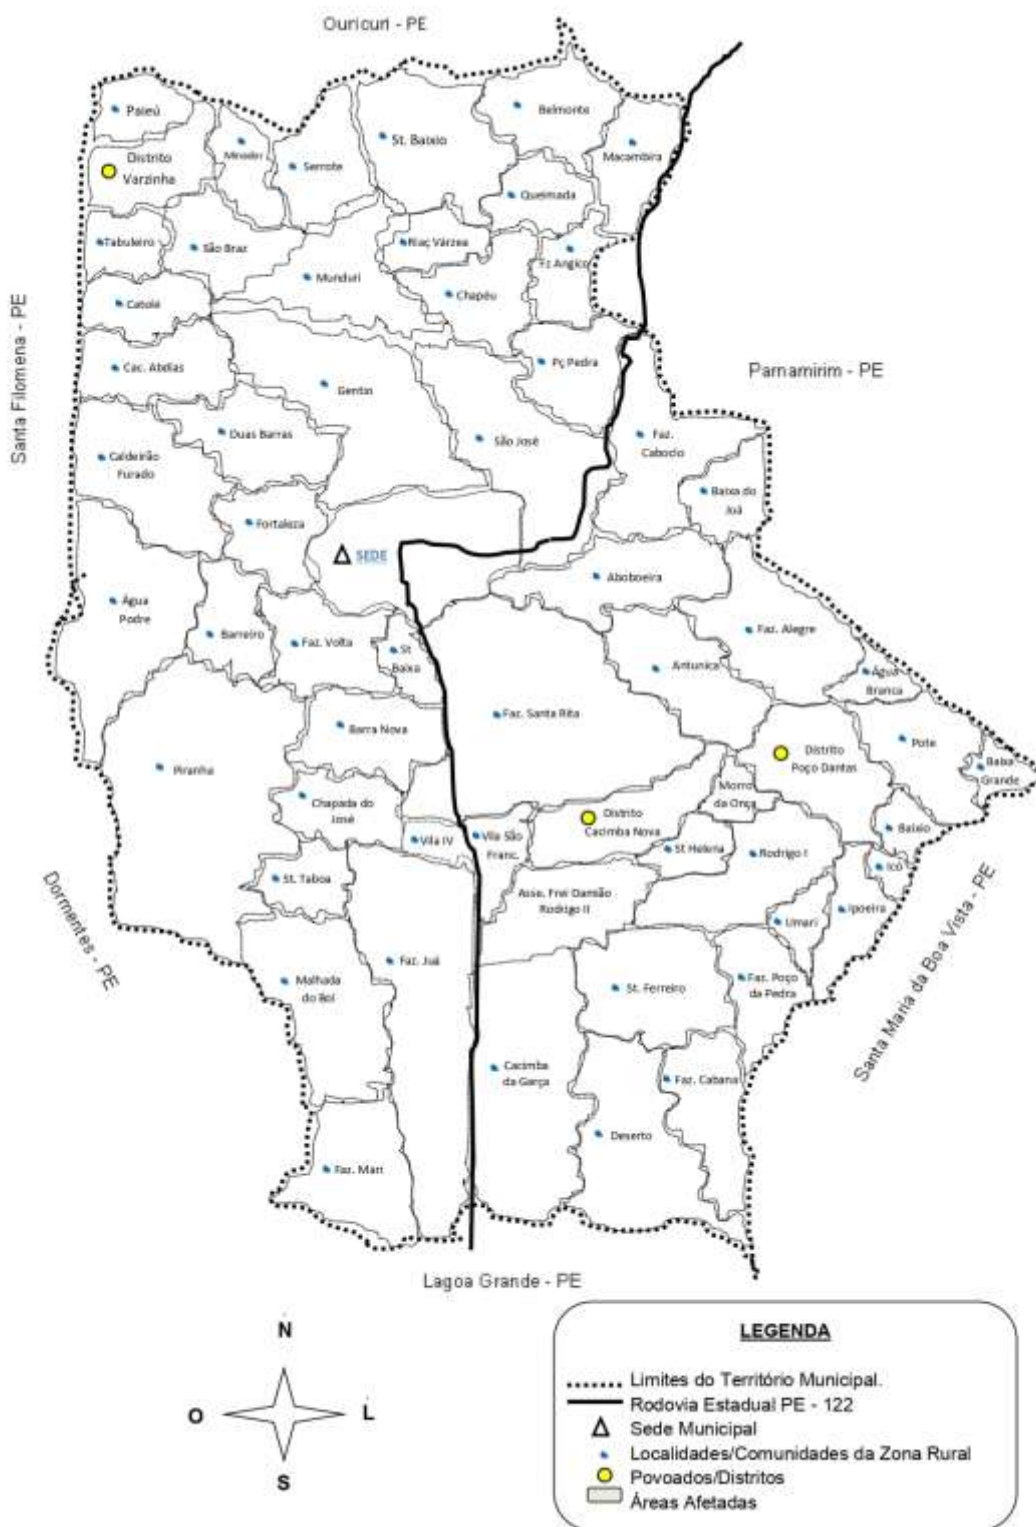 Ouricuri - PE
Belmonte
Pajeú
St. Baixio
Macambira
Distrito
Varzinha
Serrote
Queimada
Tabuleiro
São Braz
Riaç Várzea
Fz Angico
Munduri
Chapéu
Catolé
Santa Filomena - PE
Cac. Abdias
Gentio
Pç Pedra
Parnamirim - PE
Duas Barras
São José
Faz.
Caboclo
Caldeirão
Furado
Baixa do
Juá
Fortaleza
SEDE
Aboboeira
Água
Podre
Barreiro
Faz. Volta
St
Baixa
Faz. Alegre
Antunica
Água
Branca
Faz. Santa Rita
Barra Nova
Pote
Distrito
Poço Dantas
Baixa
Grande
Piranha
Chapada do
José
Morro
da Onça
Distrito
Cacimba Nova
Baixio
Vila IV
Vila São
Franc.
St Helena
Rodrigo I
Icó
St. Taboa
Asse. Frei Damião
Rodrigo II
Ipoeira
Umari
Dormentes - PE
Faz. Juá
Malhada
do Boi
St. Ferreiro
Faz. Poço
da Pedra
Santa Maria da Boa Vista - PE
Cacimba
da Garça
Faz. Cabana
Deserto
Faz. Mari
Lagoa Grande - PE
N
O
L
S
LEGENDA
Limites do Território Municipal.
Rodovia Estadual PE - 122
Sede Municipal
Localidades/Comunidades da Zona Rural
Povoados/Distritos
Áreas Afetadas